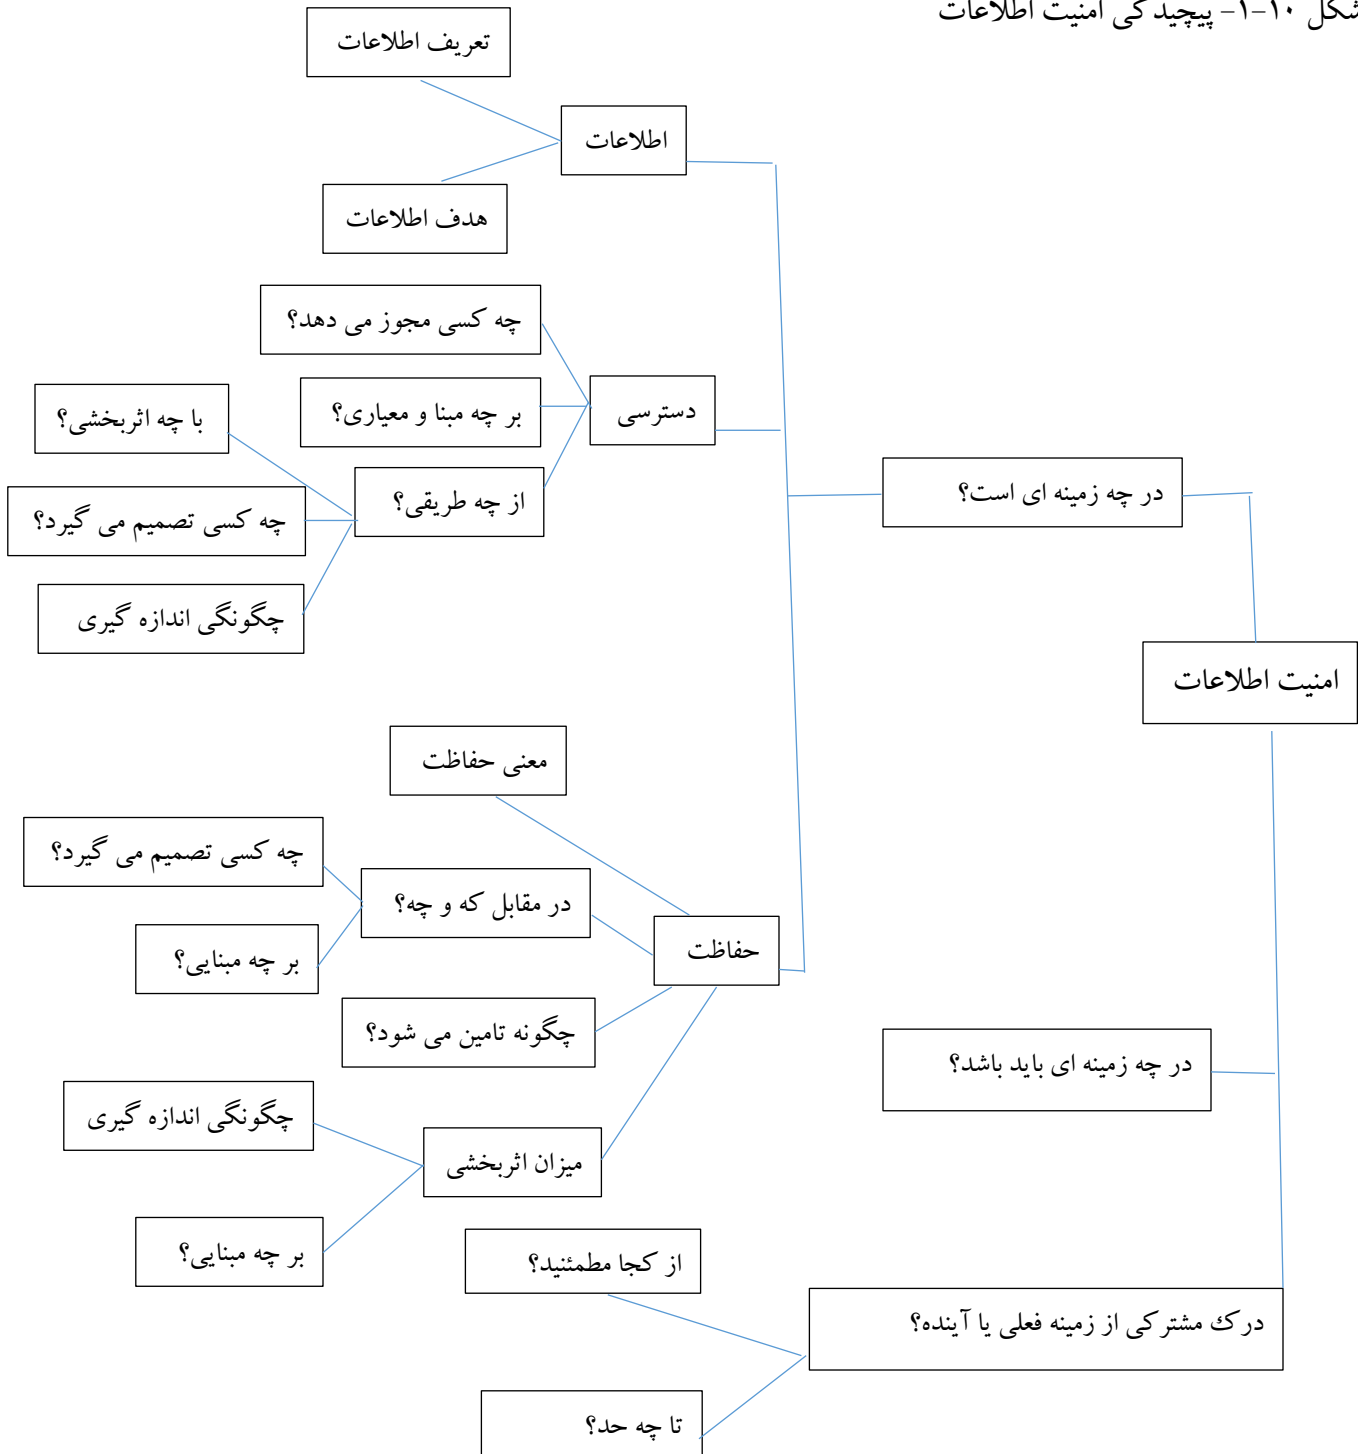 شکل ۱۰-۱- پیچیدگی امنیت اطلاعات
تعریف اطلاعات
اطلاعات
هدف اطلاعات
چه کسی مجوز می دهد؟
بر چه مبنا و معیاری؟
دسترسی
با چه اثربخشی؟
از چه طریقی؟
در چه زمینه ای است؟
چه کسی تصمیم می گیرد؟
چگونگی اندازه گیری
امنیت اطلاعات
معنی حفاظت
چه کسی تصمیم می گیرد؟
در مقابل که و چه؟
حفاظت
بر چه مبنایی؟
چگونه تامین می شود؟
در چه زمینه ای باید باشد؟
چگونگی اندازه گیری
میزان اثربخشی
بر چه مبنایی؟
از کجا مطمئنید؟
درک مشترکی از زمینه فعلی یا آینده؟
تا چه حد؟